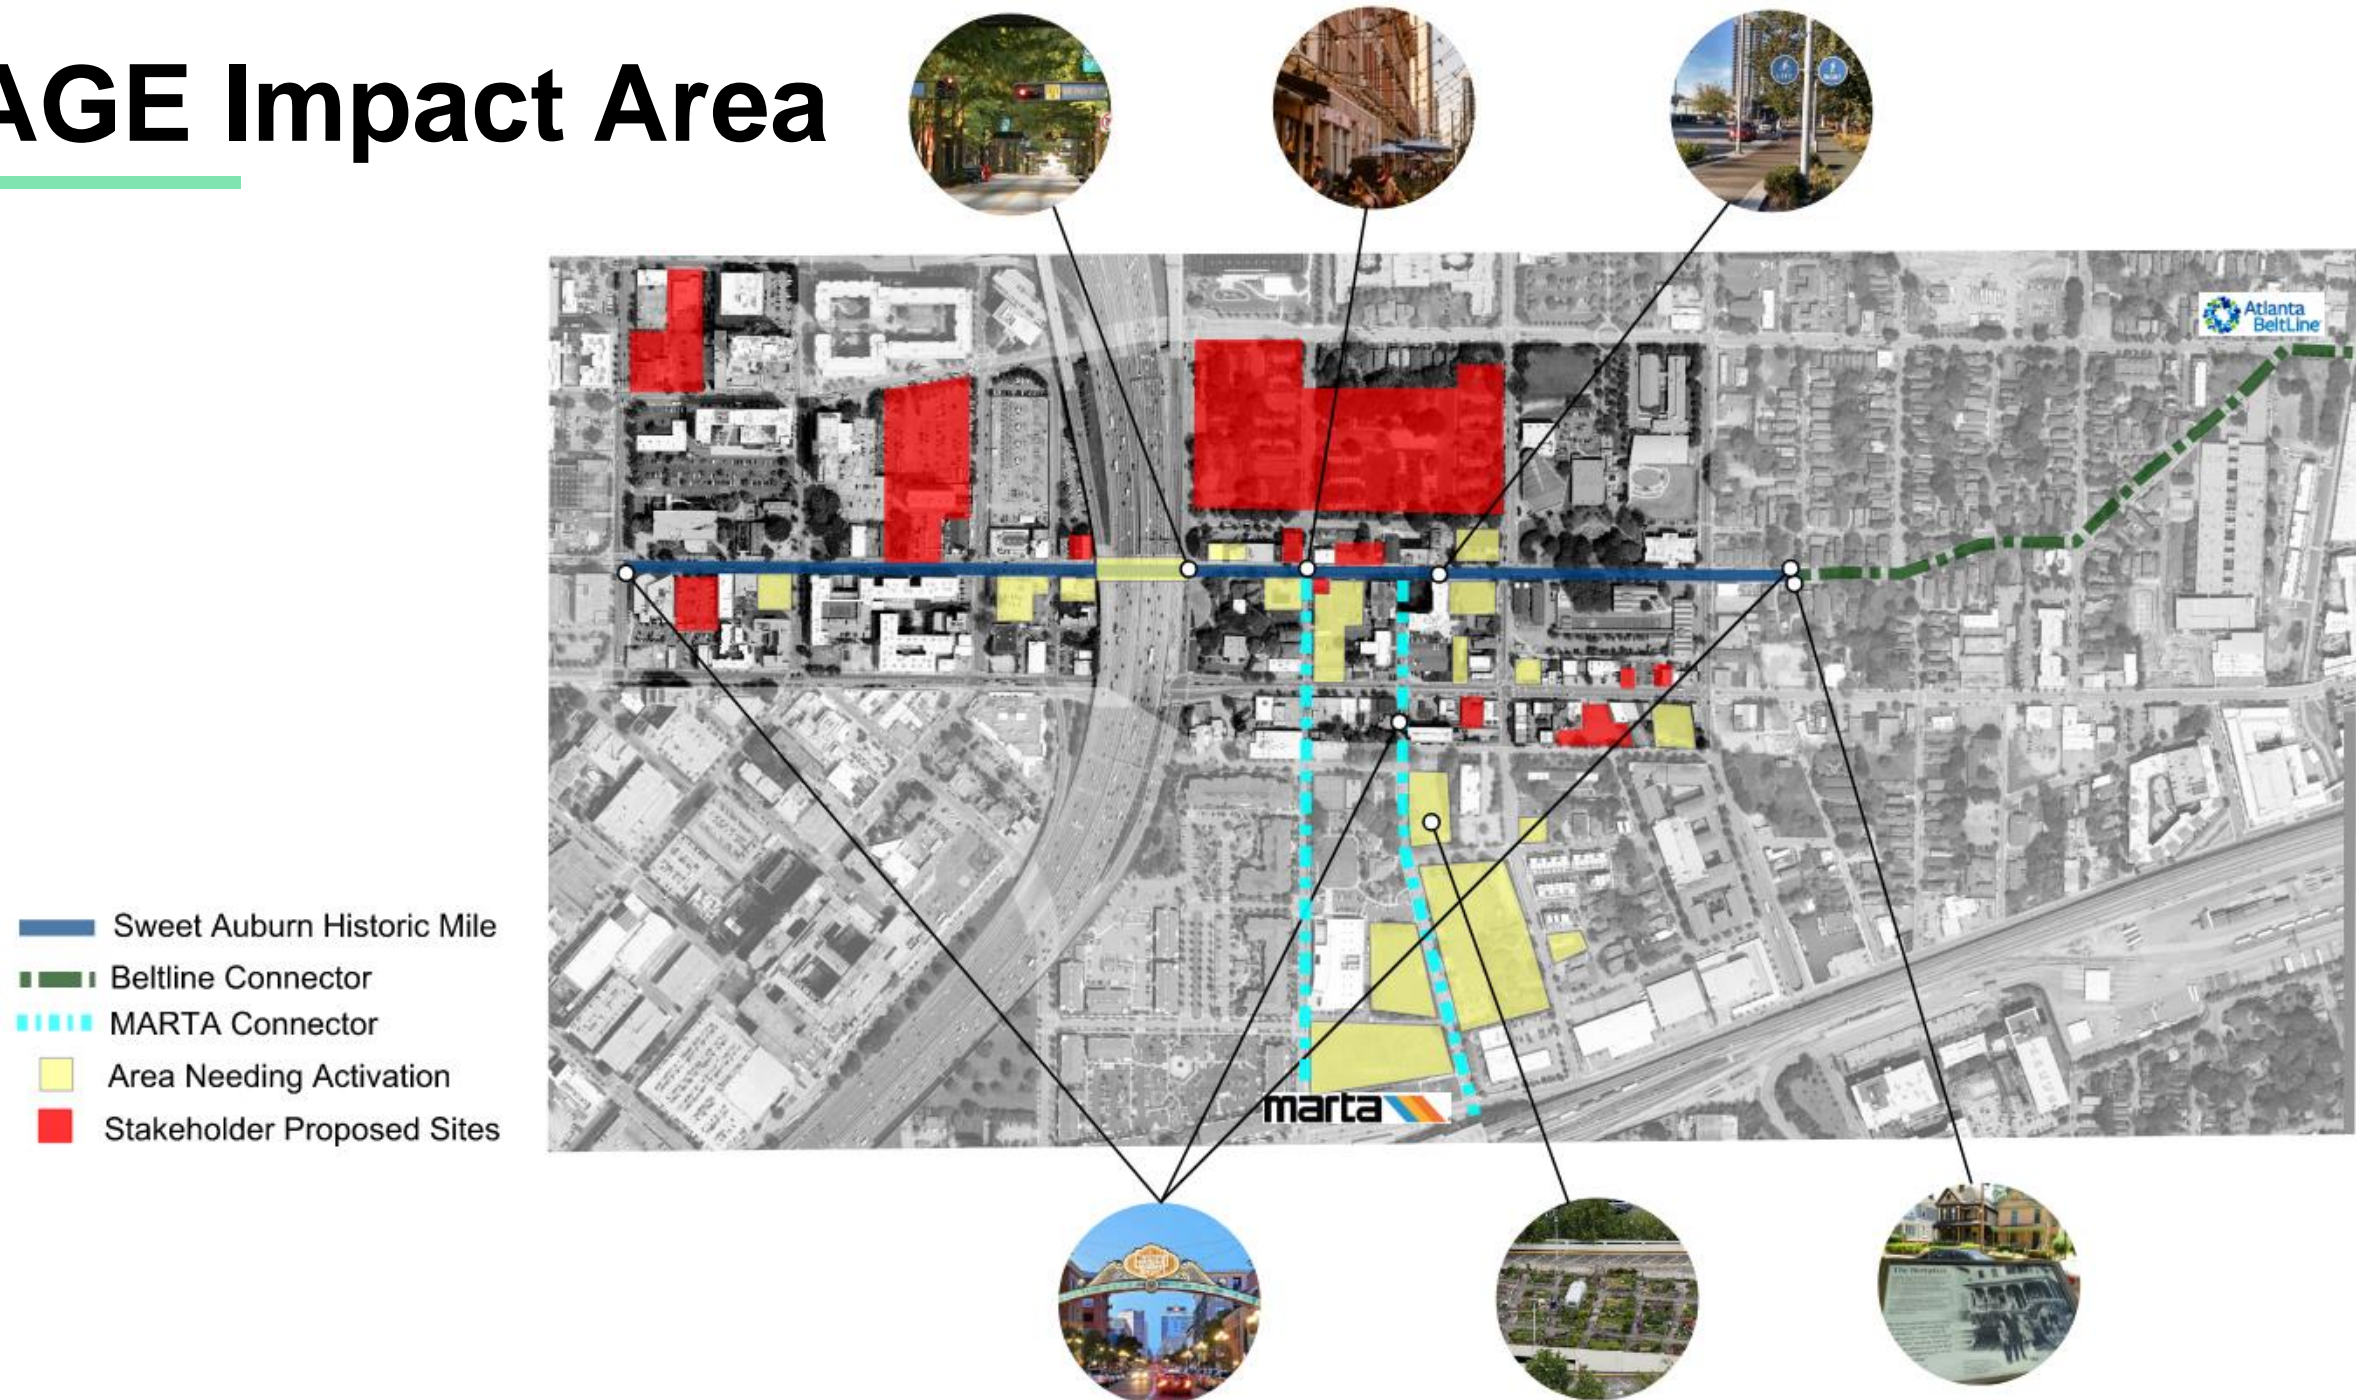 AGE Impact Area
Atlanta
BeltLine
Sweet Auburn Historic Mile
Beltline Connector
MARTA Connector
Area Needing Activation
Stakeholder Proposed Sites
marta